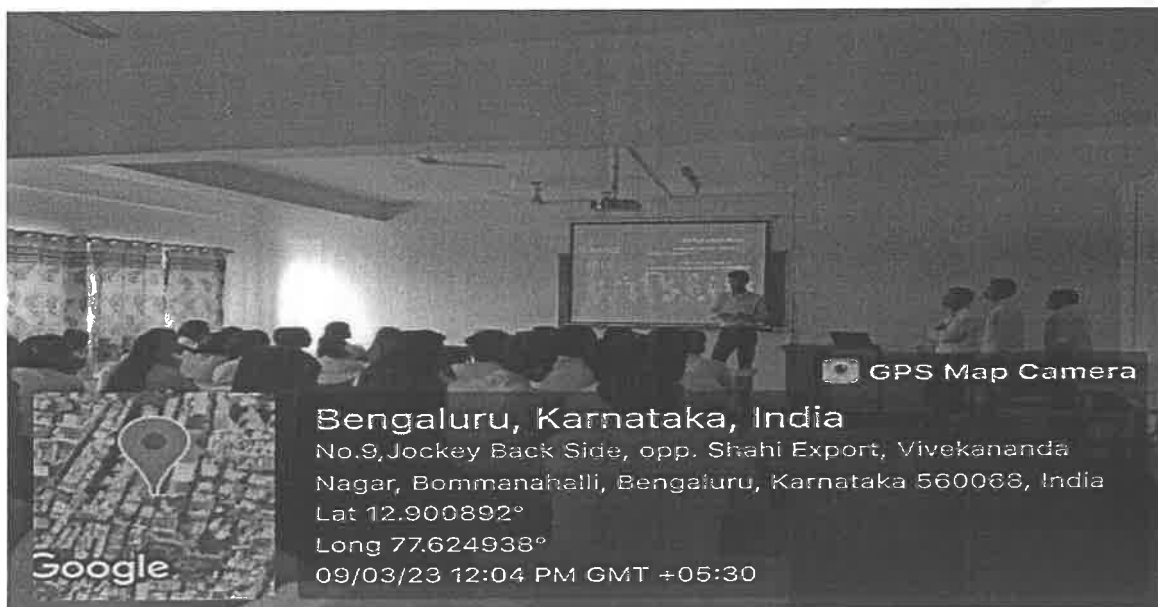 GPS Map Camera
Bengaluru, Karnataka, India
No.9,Jockey Back Side, opp. Shahi Export, Vivekananda
Nagar, Bommanahalli, Bengaluru, Karnataka 560068, India
Lat 12.900892°
Long 77.624938°
09/03/23 12:04 PM GMT +05:30
Google